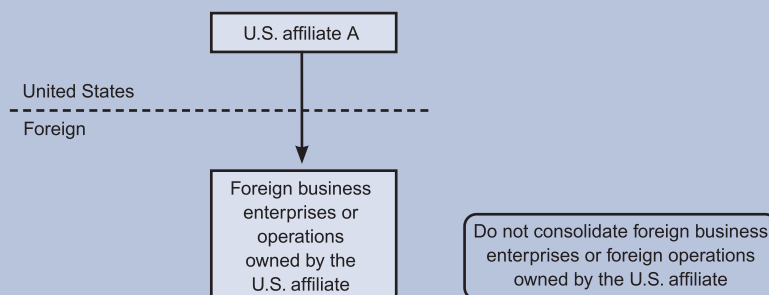 U.S. affiliate A
United States
Foreign
Foreign business
enterprises or
operations
owned by the
U.S. affiliate
Do not consolidate foreign business
enterprises or foreign operations
owned by the U.S. affiliate